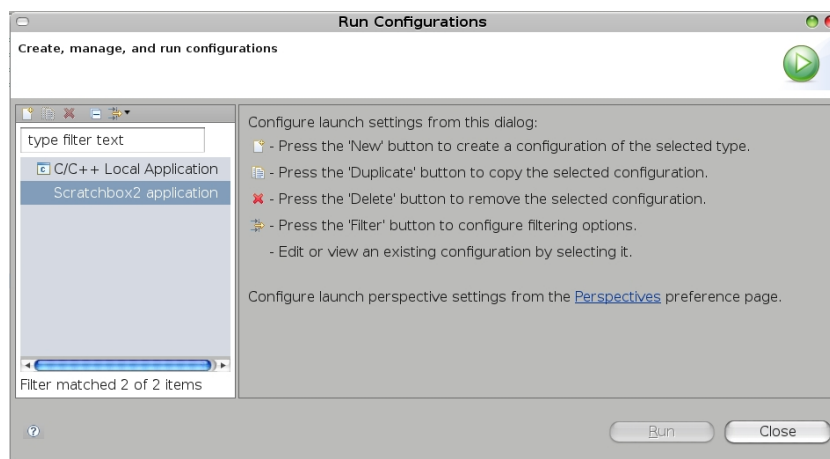 Run Configurations
Create, manage, and run configurations
type filter text
C/C++ Local Application
Scratchbox2 application
Filter matched 2 of 2 items
Configure launch settings from this dialog:
- Press the 'New' button to create a configuration of the selected type.
- Press the 'Duplicate' button to copy the selected configuration.
- Press the 'Delete' button to remove the selected configuration.
- Press the 'Filter' button to configure filtering options.
- Edit or view an existing configuration by selecting it.
Configure launch perspective settings from the Perspectives preference page.
Run
Close